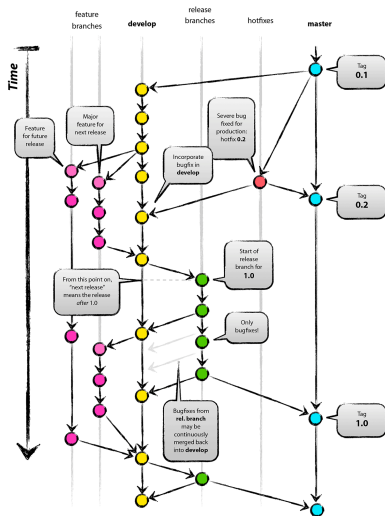 feature
branches
develop
release
branches
hotfixes
master
Time
Tag
0.1
Major
feature for
next release
Feature
for future
release
Severe bug
fixed for
production:
hotfix 0.2
Incorporate
bugfix in
develop
Tag
0.2
Start of
release
branch for
1.0
From this point on,
"next release"
means the release
after 1.0
Only
bugfixes!
Bugfixes from
rel. branch
may be
continuously
merged back
into develop
Tag
1.0